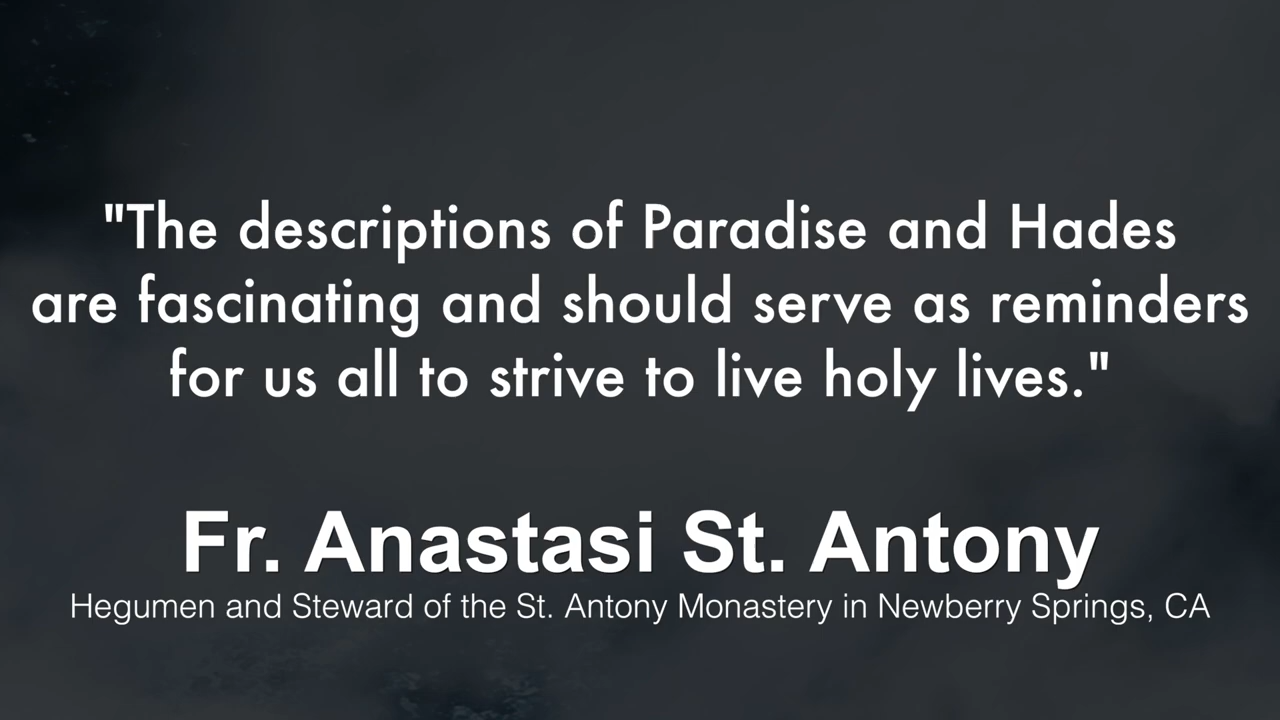 "The descriptions of Paradise and Hades
are fascinating and should serve as reminders
for us all to strive to live holy lives."
Fr. Anastasi St. Antony
Hegumen and Steward of the St. Antony Monastery in Newberry Springs, CA